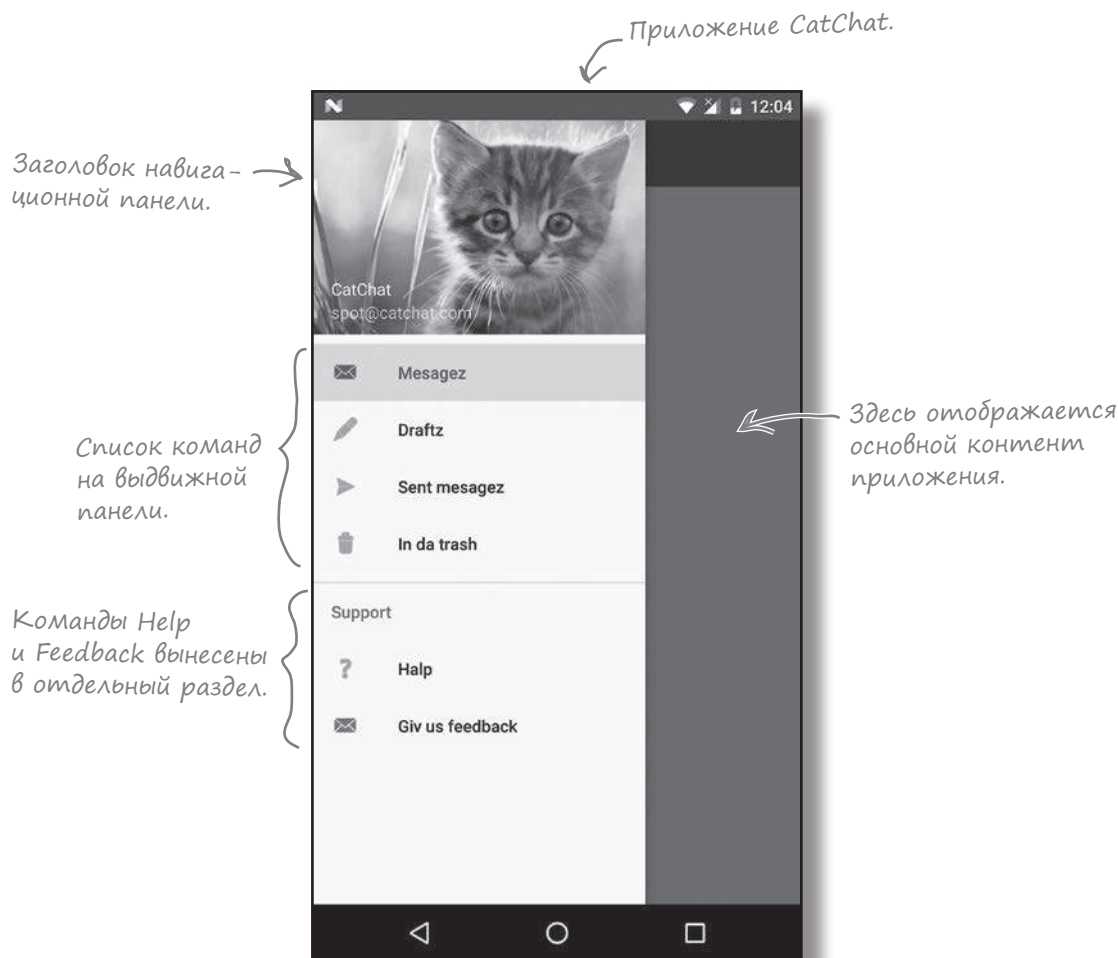 Приложение CatChat.
12:04
Заголовок навига-
ционной панели.
CatChat
spot@catchat.com
Mesagez
Draftz
Sent mesagez
In da trash
Список команд
на выдвижной
панели.
Здесь отображается
основной контент
приложения.
Support
Halp
Giv us feedback
Команды Help
и Feedback вынесены
в отдельный раздел.